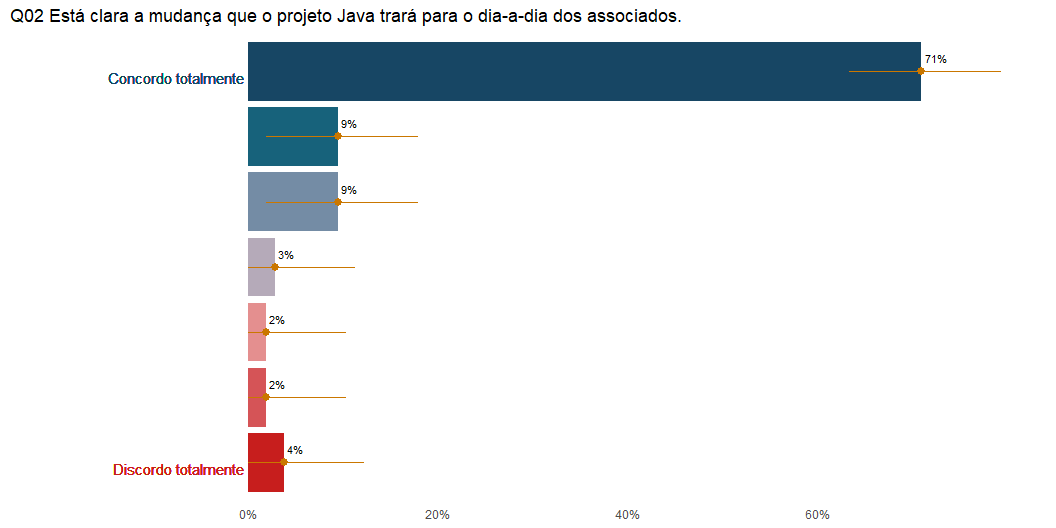 Q02 Está clara a mudança que o projeto Java trará para o dia-a-dia dos associados.
71%
Concordo totalmente
9%
9%
3%
2%
2%
4%
Discordo totalmente
0% 20% 40% 60%